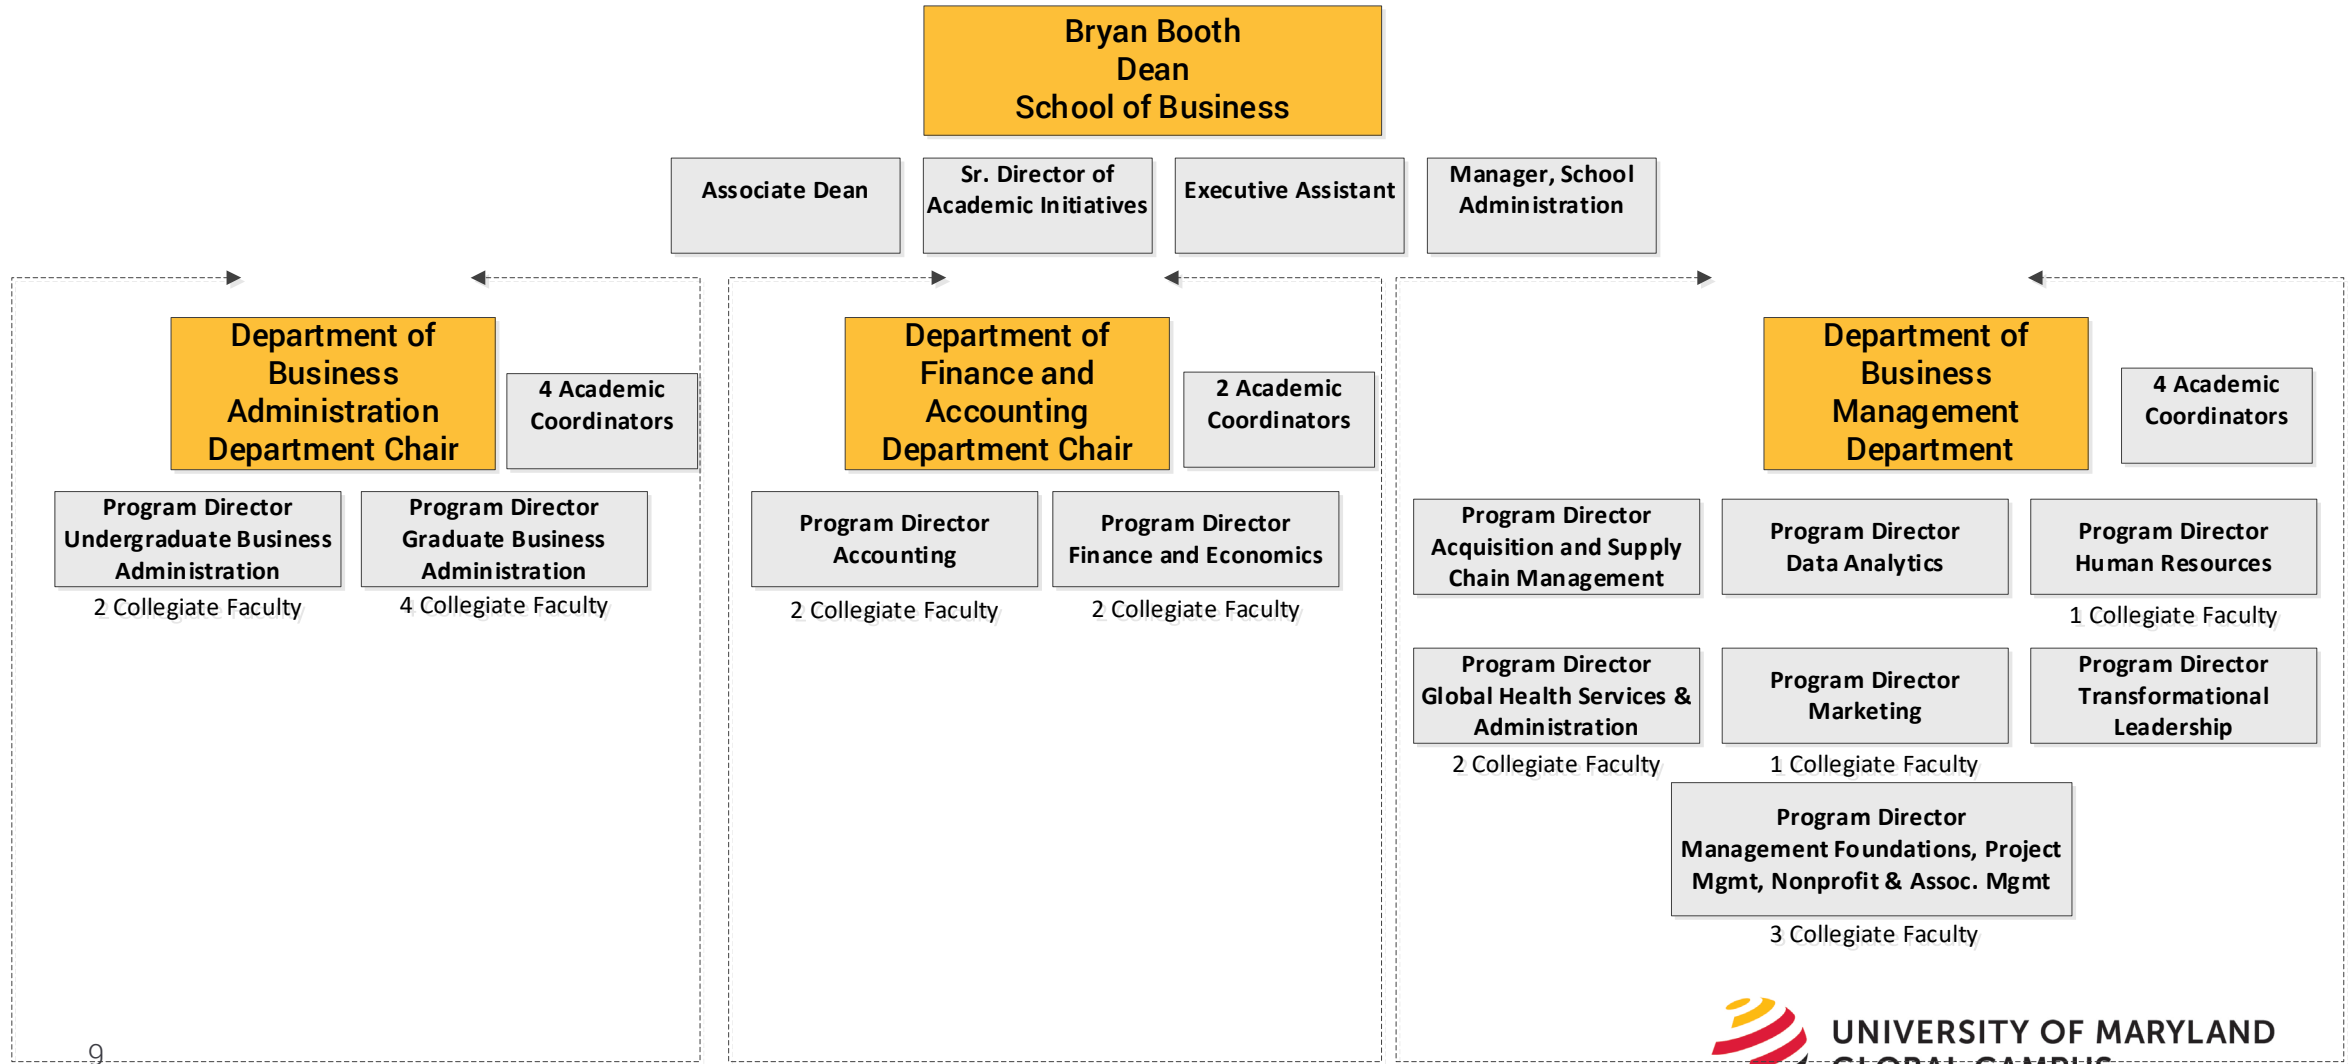 Bryan Booth
Dean
School of Business
Associate Dean
Sr. Director of
Academic Initiatives
Executive Assistant
Manager, School
Administration
Department of
Business
Administration
Department Chair
4 Academic
Coordinators
Program Director
Undergraduate Business
Administration
2 Collegiate Faculty
Program Director
Graduate Business
Administration
4 Collegiate Faculty
Department of
Finance and
Accounting
Department Chair
2 Academic
Coordinators
Program Director
Accounting
2 Collegiate Faculty
Program Director
Finance and Economics
2 Collegiate Faculty
Department of
Business
Management
Department
4 Academic
Coordinators
Program Director
Acquisition and Supply
Chain Management
Program Director
Data Analytics
Program Director
Human Resources
1 Collegiate Faculty
Program Director
Global Health Services &
Administration
2 Collegiate Faculty
Program Director
Marketing
1 Collegiate Faculty
Program Director
Transformational
Leadership
Program Director
Management Foundations, Project
Mgmt, Nonprofit & Assoc. Mgmt
3 Collegiate Faculty
9
UNIVERSITY OF MARYLAND
GLOBAL CAMPUS